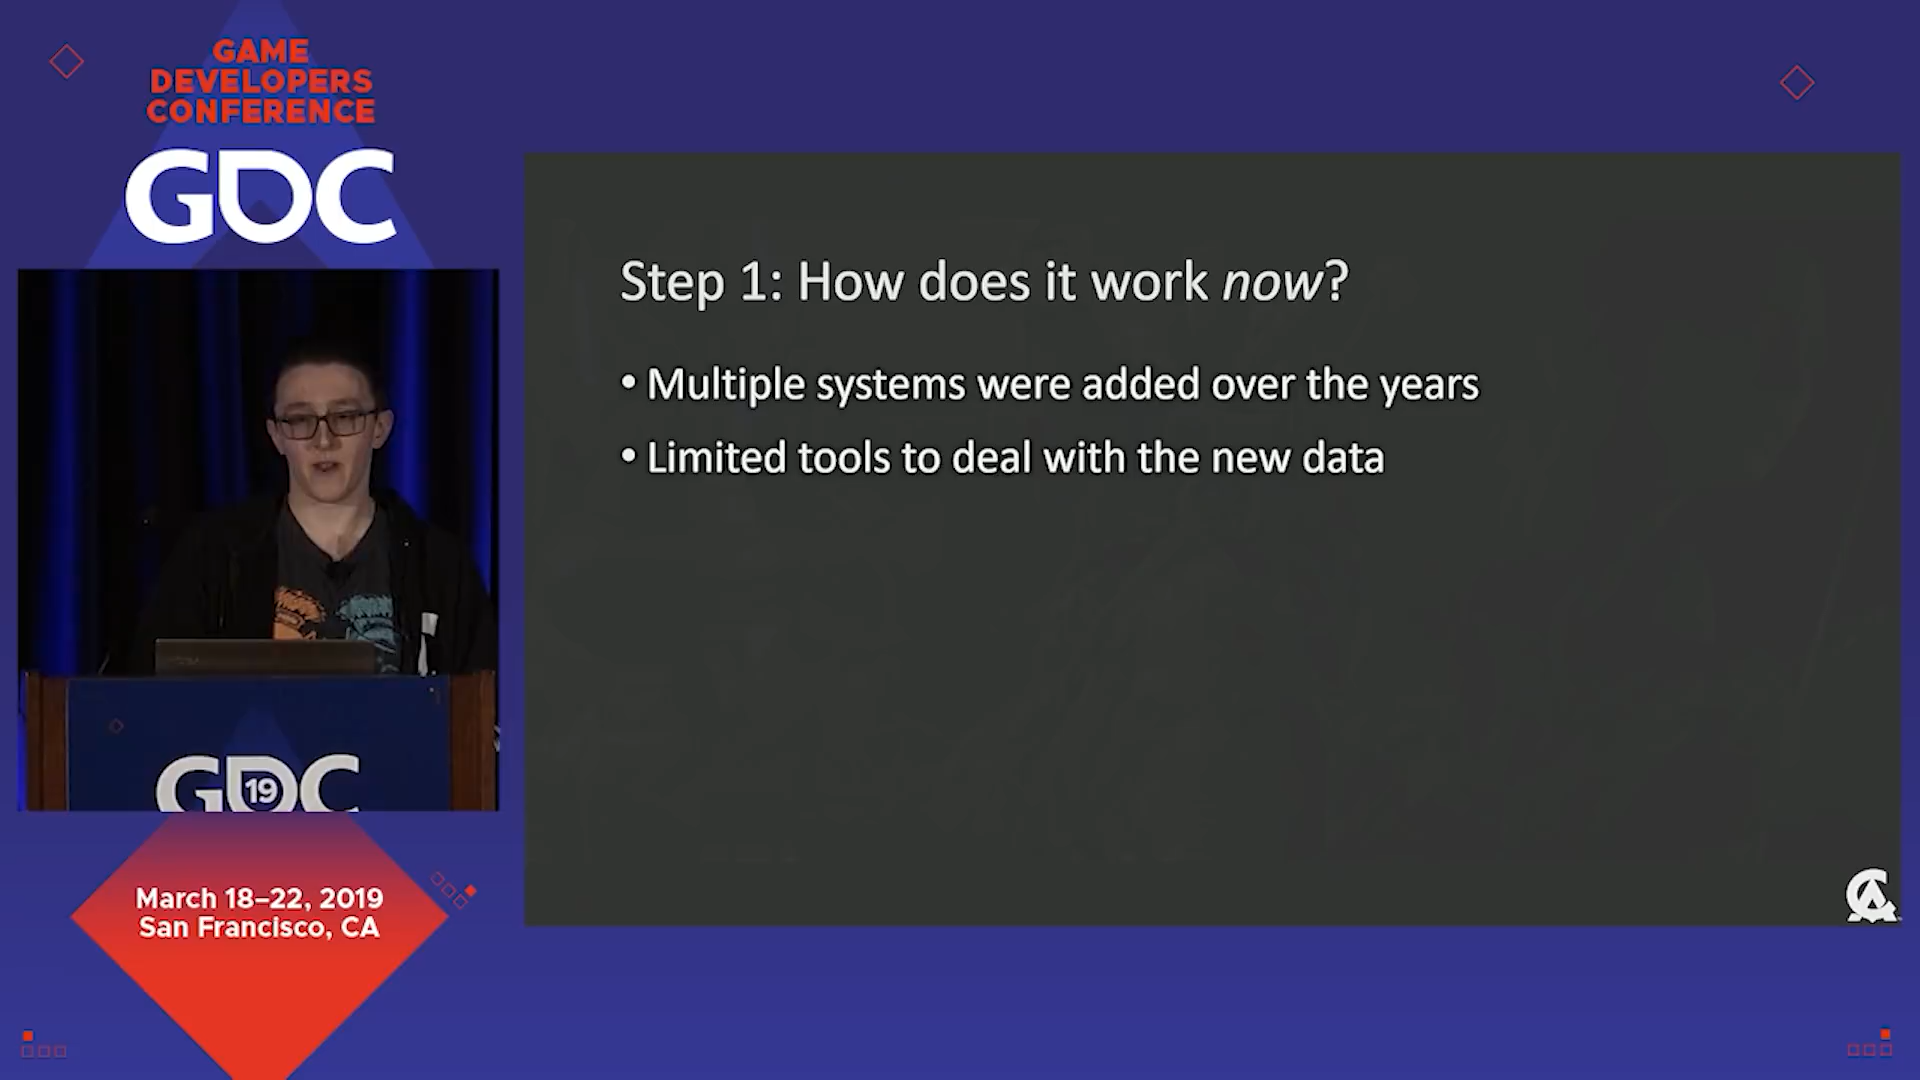 GAME
DEVELOPERS
CONFERENCE
GDC
Step 1: How does it work now?
• Multiple systems were added over the years
• Limited tools to deal with the new data
GDC
19
March 18–22, 2019
San Francisco, CA
CA